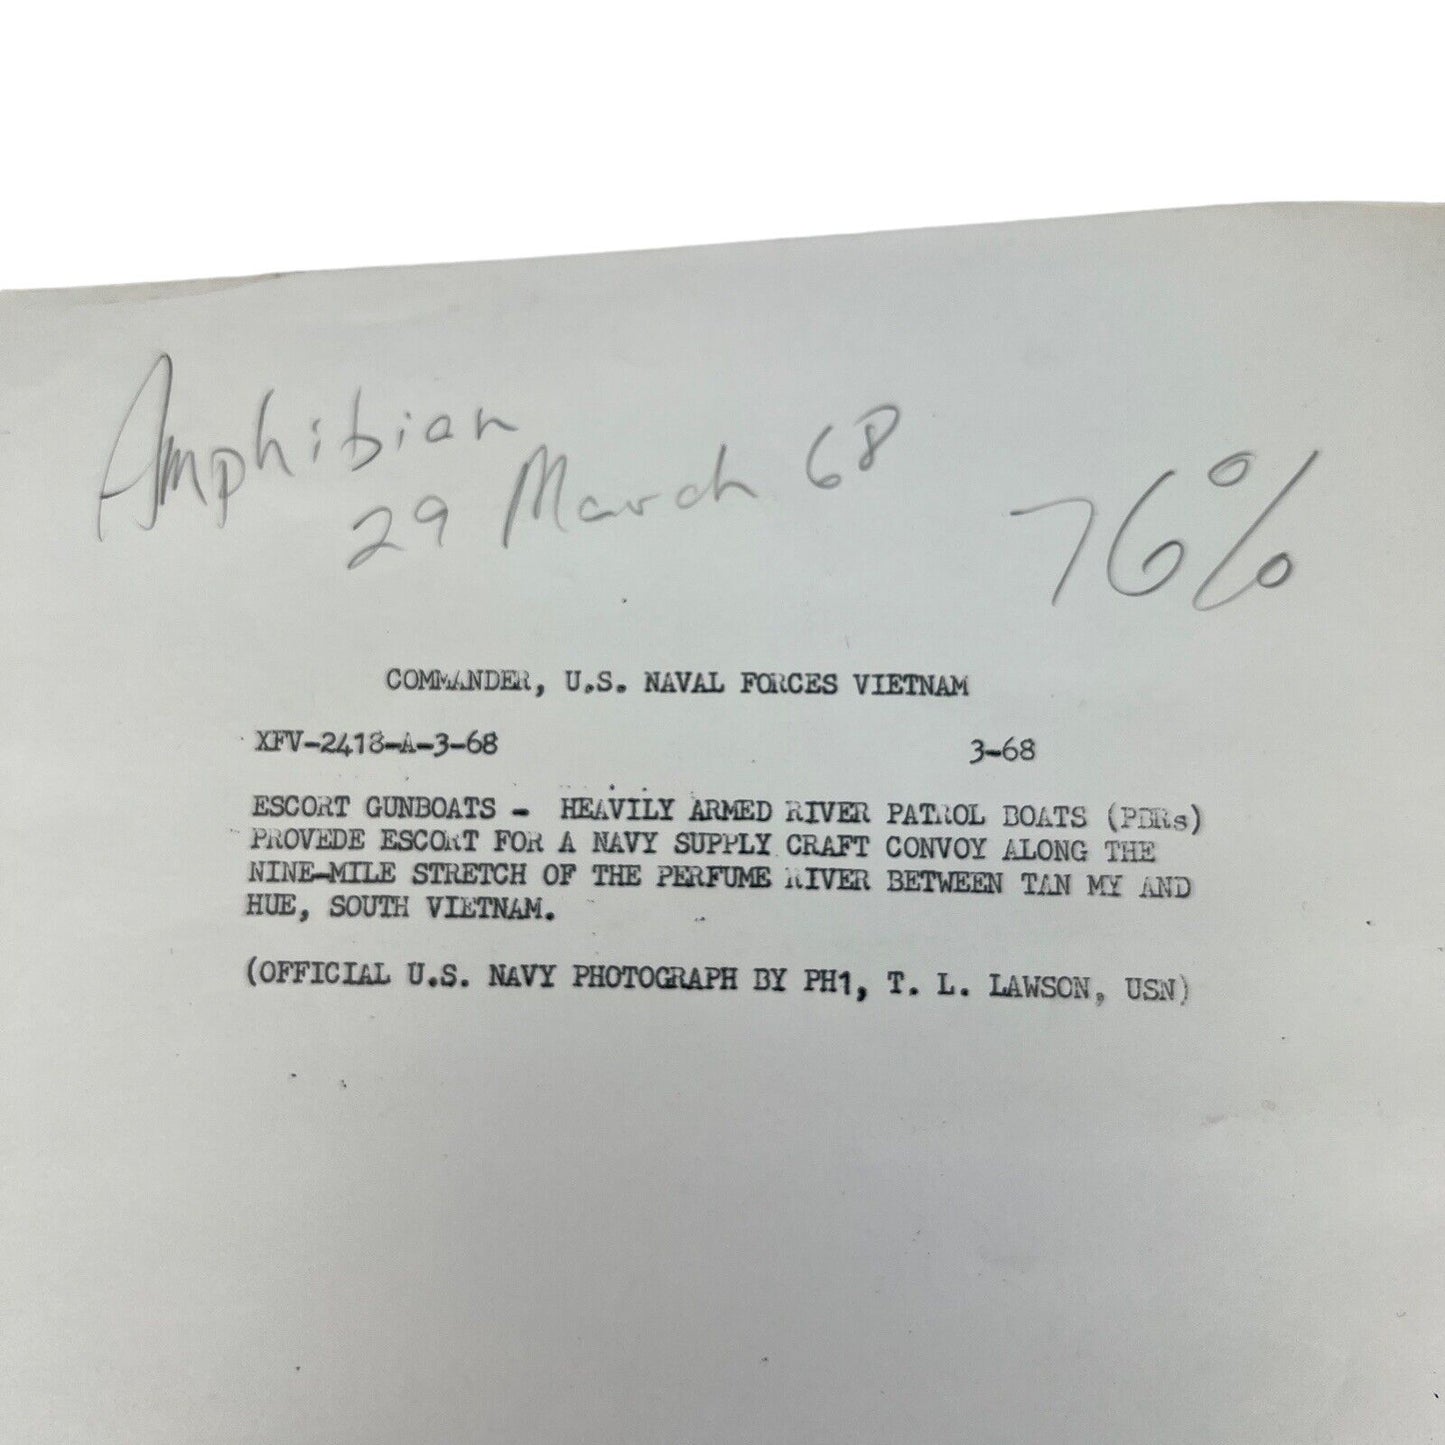 Amphibian
29 March 68
76%
COMMANDER, U.S. NAVAL FORCES VIETNAM
XFV-2418-A-3-68 3-68
ESCORT GUNBOATS - HEAVILY ARMED RIVER PATROL BOATS (PBRs)
PROVEDE ESCORT FOR A NAVY SUPPLY CRAFT CONVOY ALONG THE
NINE-MILE STRETCH OF THE PERFUME RIVER BETWEEN TAN MY AND
HUE, SOUTH VIETNAM.
(OFFICIAL U.S. NAVY PHOTOGRAPH BY PH1, T. L. LAWSON, USN)